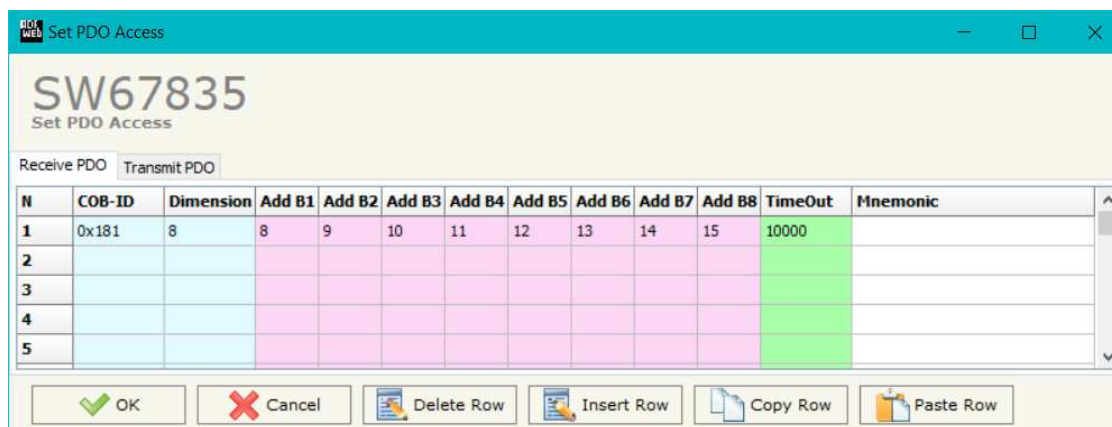 ADF WEB Set PDO Access
SW67835
Set PDO Access
Receive PDO Transmit PDO
N COB-ID Dimension Add B1 Add B2 Add B3 Add B4 Add B5 Add B6 Add B7 Add B8 TimeOut Mnemonic
1 0x181 8 8 9 10 11 12 13 14 15 10000
2
3
4
5
OK Cancel Delete Row Insert Row Copy Row Paste Row